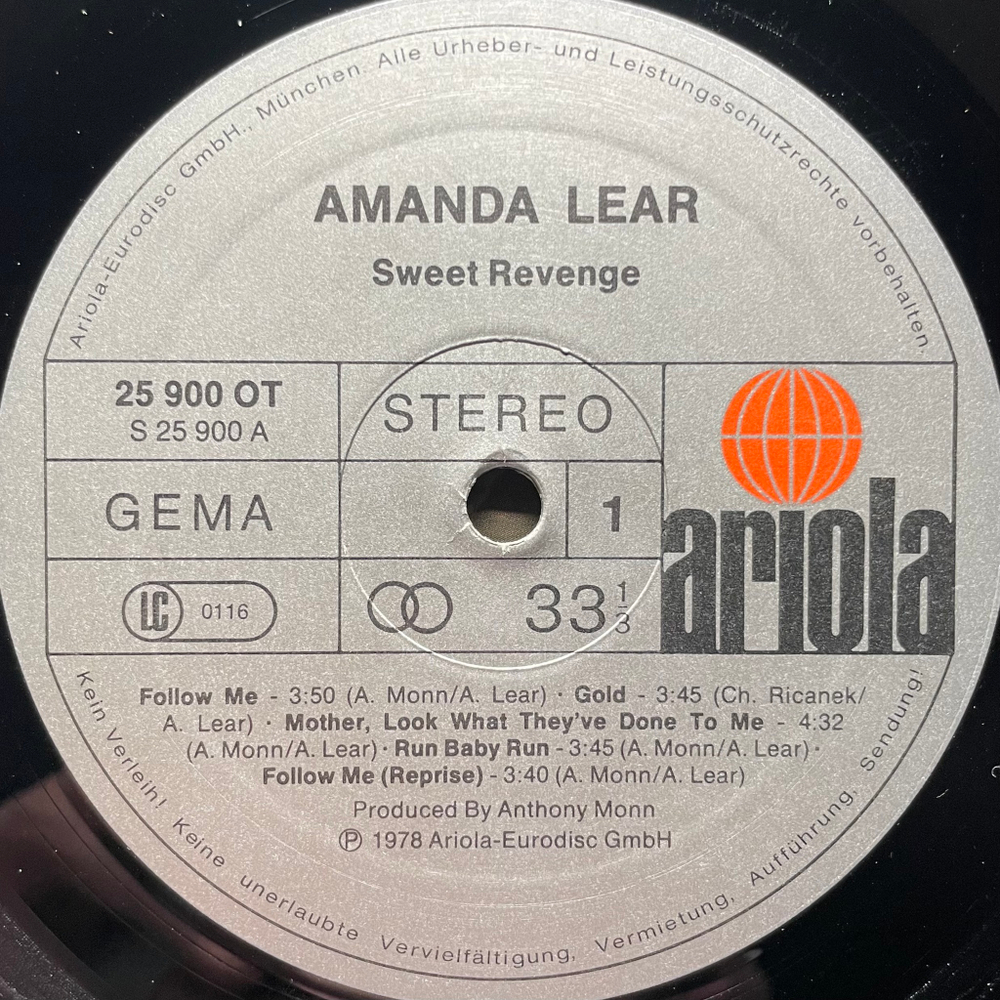 Ariola-Eurodisc GmbH., München. Alle Urheber- und Leistungsschutzrechte vorbehalten.
AMANDA LEAR
Sweet Revenge
25 900 OT
S 25 900 A
STEREO
GEMA
1
LC 0116
33 1/3
ariola
Follow Me - 3:50 (A. Monn/A. Lear) · Gold - 3:45 (Ch. Ricanek/
A. Lear) · Mother, Look What They've Done To Me - 4:32
(A. Monn/A. Lear) · Run Baby Run - 3:45 (A. Monn/A. Lear) ·
Follow Me (Reprise) - 3:40 (A. Monn/A. Lear)
Produced By Anthony Monn
Ⓟ 1978 Ariola-Eurodisc GmbH
Kein Verleih! Keine unerlaubte Vervielfältigung, Vermietung, Aufführung, Sendung!